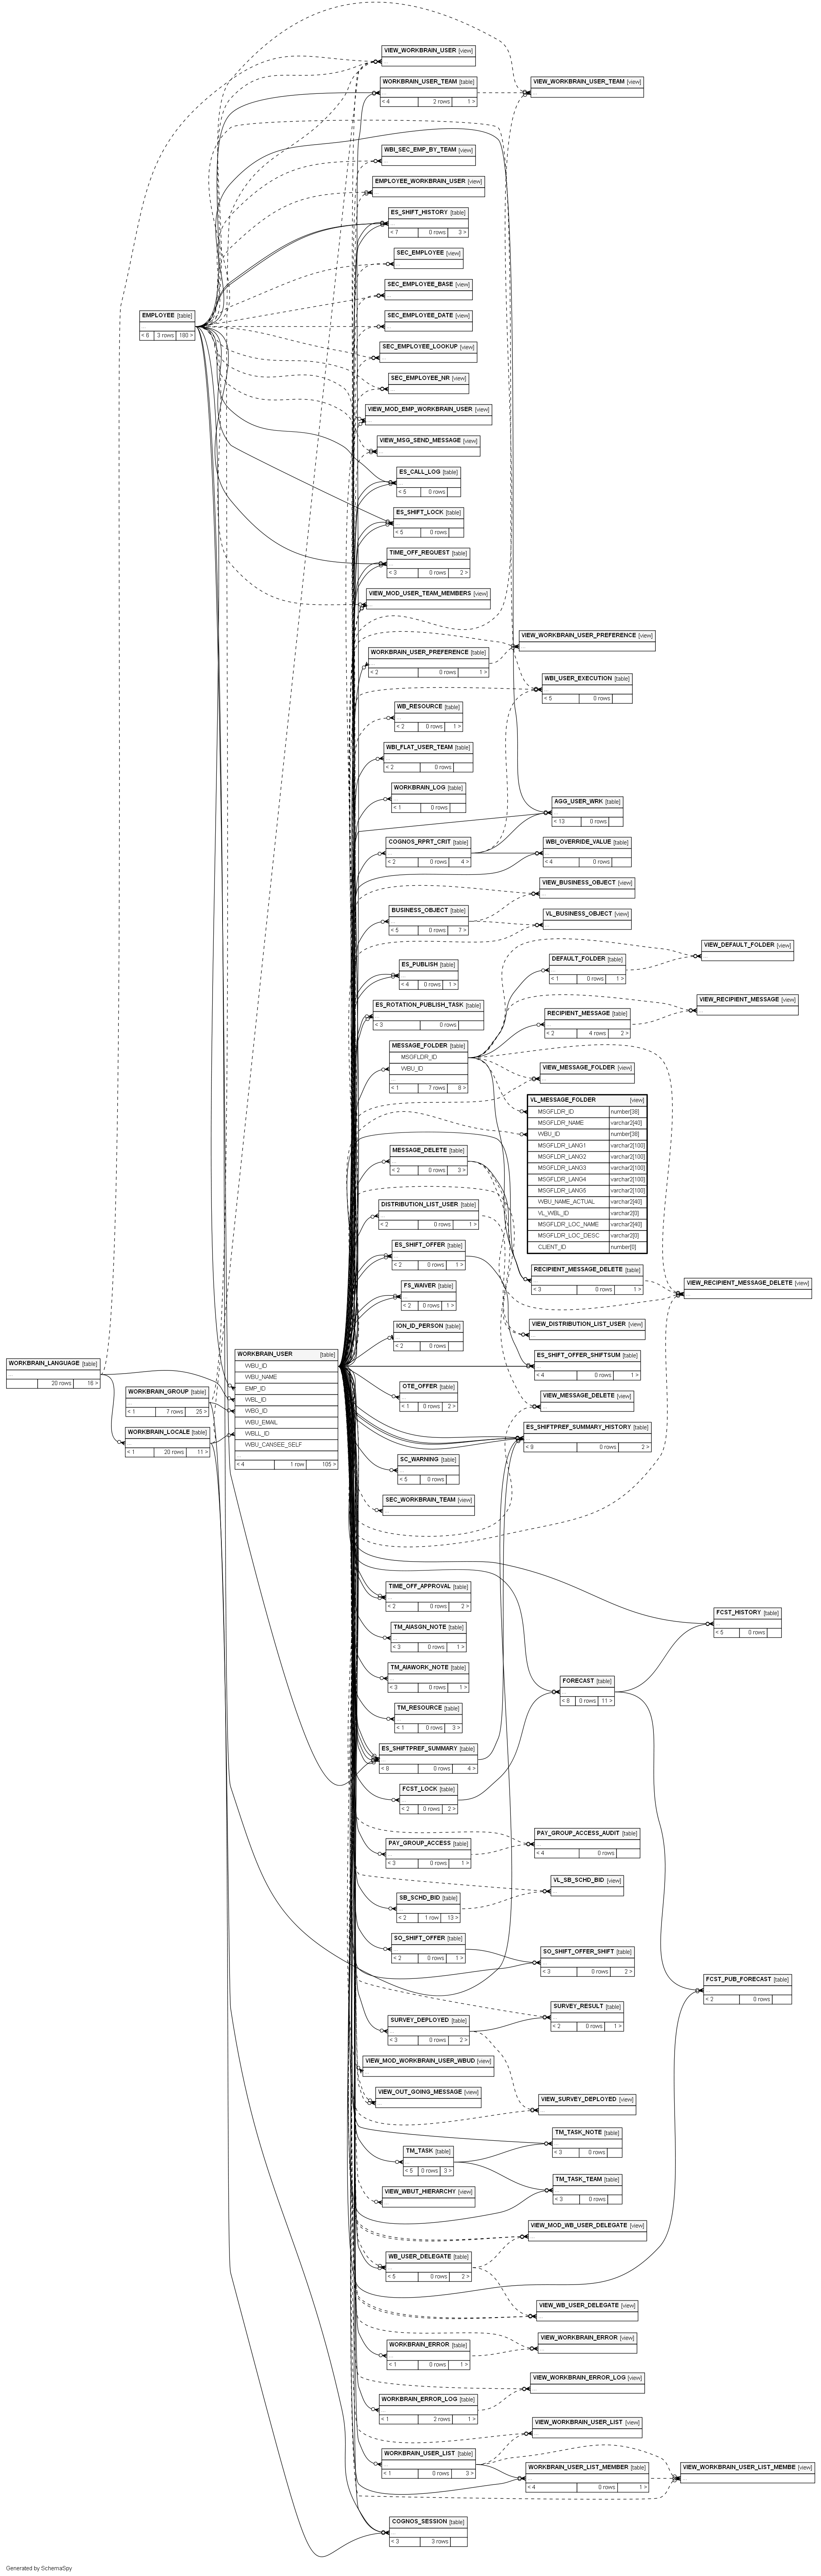 VIEW_WORKBRAIN_USER [view]
...
WORKBRAIN_USER_TEAM [table]
...
< 4 2 rows 1 >
VIEW_WORKBRAIN_USER_TEAM [view]
...
WBI_SEC_EMP_BY_TEAM [view]
...
EMPLOYEE_WORKBRAIN_USER [view]
...
ES_SHIFT_HISTORY [table]
...
< 7 0 rows 3 >
SEC_EMPLOYEE [view]
...
SEC_EMPLOYEE_BASE [view]
...
EMPLOYEE [table]
...
< 6 3 rows 180 >
SEC_EMPLOYEE_DATE [view]
...
SEC_EMPLOYEE_LOOKUP [view]
...
SEC_EMPLOYEE_NR [view]
...
VIEW_MOD_EMP_WORKBRAIN_USER [view]
...
VIEW_MSG_SEND_MESSAGE [view]
...
ES_CALL_LOG [table]
...
< 5 0 rows
ES_SHIFT_LOCK [table]
...
< 5 0 rows
TIME_OFF_REQUEST [table]
...
< 3 0 rows 2 >
VIEW_MOD_USER_TEAM_MEMBERS [view]
...
VIEW_WORKBRAIN_USER_PREFERENCE [view]
...
WORKBRAIN_USER_PREFERENCE [table]
...
< 2 0 rows 1 >
WBI_USER_EXECUTION [table]
...
< 5 0 rows
WB_RESOURCE [table]
...
< 2 0 rows 1 >
WBI_FLAT_USER_TEAM [table]
...
< 2 0 rows
WORKBRAIN_LOG [table]
...
< 1 0 rows
AGG_USER_WRK [table]
...
< 13 0 rows
COGNOS_RPRT_CRIT [table]
...
< 2 0 rows 4 >
WBI_OVERRIDE_VALUE [table]
...
< 4 0 rows
VIEW_BUSINESS_OBJECT [view]
...
BUSINESS_OBJECT [table]
...
< 5 0 rows 7 >
VL_BUSINESS_OBJECT [view]
...
VIEW_DEFAULT_FOLDER [view]
...
DEFAULT_FOLDER [table]
...
< 1 0 rows 1 >
ES_PUBLISH [table]
...
< 4 0 rows 1 >
VIEW_RECIPIENT_MESSAGE [view]
...
ES_ROTATION_PUBLISH_TASK [table]
...
< 3 0 rows
RECIPIENT_MESSAGE [table]
...
< 2 4 rows 2 >
MESSAGE_FOLDER [table]
MSGFLDR_ID
WBU_ID
...
< 1 7 rows 8 >
VIEW_MESSAGE_FOLDER [view]
...
VL_MESSAGE_FOLDER [view]
MSGFLDR_ID number[38]
MSGFLDR_NAME varchar2[40]
WBU_ID number[38]
MSGFLDR_LANG1 varchar2[100]
MSGFLDR_LANG2 varchar2[100]
MSGFLDR_LANG3 varchar2[100]
MSGFLDR_LANG4 varchar2[100]
MSGFLDR_LANG5 varchar2[100]
WBU_NAME_ACTUAL varchar2[40]
VL_WBL_ID varchar2[0]
MSGFLDR_LOC_NAME varchar2[40]
MSGFLDR_LOC_DESC varchar2[0]
CLIENT_ID number[0]
MESSAGE_DELETE [table]
...
< 2 0 rows 3 >
DISTRIBUTION_LIST_USER [table]
...
< 2 0 rows 1 >
ES_SHIFT_OFFER [table]
...
< 2 0 rows 1 >
RECIPIENT_MESSAGE_DELETE [table]
...
< 3 0 rows 1 >
VIEW_RECIPIENT_MESSAGE_DELETE [view]
...
FS_WAIVER [table]
...
< 2 0 rows 1 >
VIEW_DISTRIBUTION_LIST_USER [view]
...
ION_ID_PERSON [table]
...
< 2 0 rows
WORKBRAIN_USER [table]
WBU_ID
WBU_NAME
EMP_ID
WBL_ID
WBG_ID
WBU_EMAIL
WBLL_ID
WBU_CANSEE_SELF
...
< 4 1 row 105 >
ES_SHIFT_OFFER_SHIFTSUM [table]
...
< 4 0 rows 1 >
WORKBRAIN_LANGUAGE [table]
...
20 rows 16 >
WORKBRAIN_GROUP [table]
...
< 1 7 rows 25 >
WORKBRAIN_LOCALE [table]
...
< 1 20 rows 11 >
OTE_OFFER [table]
...
< 1 0 rows 2 >
VIEW_MESSAGE_DELETE [view]
...
ES_SHIFTPREF_SUMMARY_HISTORY [table]
...
< 9 0 rows 2 >
SC_WARNING [table]
...
< 5 0 rows
SEC_WORKBRAIN_TEAM [view]
...
TIME_OFF_APPROVAL [table]
...
< 2 0 rows 2 >
FCST_HISTORY [table]
...
< 5 0 rows
TM_AIASGN_NOTE [table]
...
< 3 0 rows 1 >
TM_AIAWORK_NOTE [table]
...
< 3 0 rows 1 >
FORECAST [table]
...
< 8 0 rows 11 >
TM_RESOURCE [table]
...
< 1 0 rows 3 >
ES_SHIFTPREF_SUMMARY [table]
...
< 8 0 rows 4 >
FCST_LOCK [table]
...
< 2 0 rows 2 >
PAY_GROUP_ACCESS_AUDIT [table]
...
< 4 0 rows
PAY_GROUP_ACCESS [table]
...
< 3 0 rows 1 >
VL_SB_SCHD_BID [view]
...
SB_SCHD_BID [table]
...
< 2 1 row 13 >
SO_SHIFT_OFFER [table]
...
< 2 0 rows 1 >
SO_SHIFT_OFFER_SHIFT [table]
...
< 3 0 rows 2 >
FCST_PUB_FORECAST [table]
...
< 2 0 rows
SURVEY_RESULT [table]
...
< 2 0 rows 1 >
SURVEY_DEPLOYED [table]
...
< 3 0 rows 2 >
VIEW_MOD_WORKBRAIN_USER_WBUD [view]
...
VIEW_OUT_GOING_MESSAGE [view]
...
VIEW_SURVEY_DEPLOYED [view]
...
TM_TASK_NOTE [table]
...
< 3 0 rows
TM_TASK [table]
...
< 5 0 rows 3 >
TM_TASK_TEAM [table]
...
< 3 0 rows
VIEW_WBUT_HIERARCHY [view]
...
VIEW_MOD_WB_USER_DELEGATE [view]
...
WB_USER_DELEGATE [table]
...
< 5 0 rows 2 >
VIEW_WB_USER_DELEGATE [view]
...
VIEW_WORKBRAIN_ERROR [view]
...
WORKBRAIN_ERROR [table]
...
< 1 0 rows 1 >
VIEW_WORKBRAIN_ERROR_LOG [view]
...
WORKBRAIN_ERROR_LOG [table]
...
< 1 2 rows 1 >
VIEW_WORKBRAIN_USER_LIST [view]
...
WORKBRAIN_USER_LIST [table]
...
< 1 0 rows 3 >
WORKBRAIN_USER_LIST_MEMBER [table]
...
< 4 0 rows 1 >
VIEW_WORKBRAIN_USER_LIST_MEMBE [view]
...
COGNOS_SESSION [table]
...
< 3 3 rows
Generated by SchemaSpy